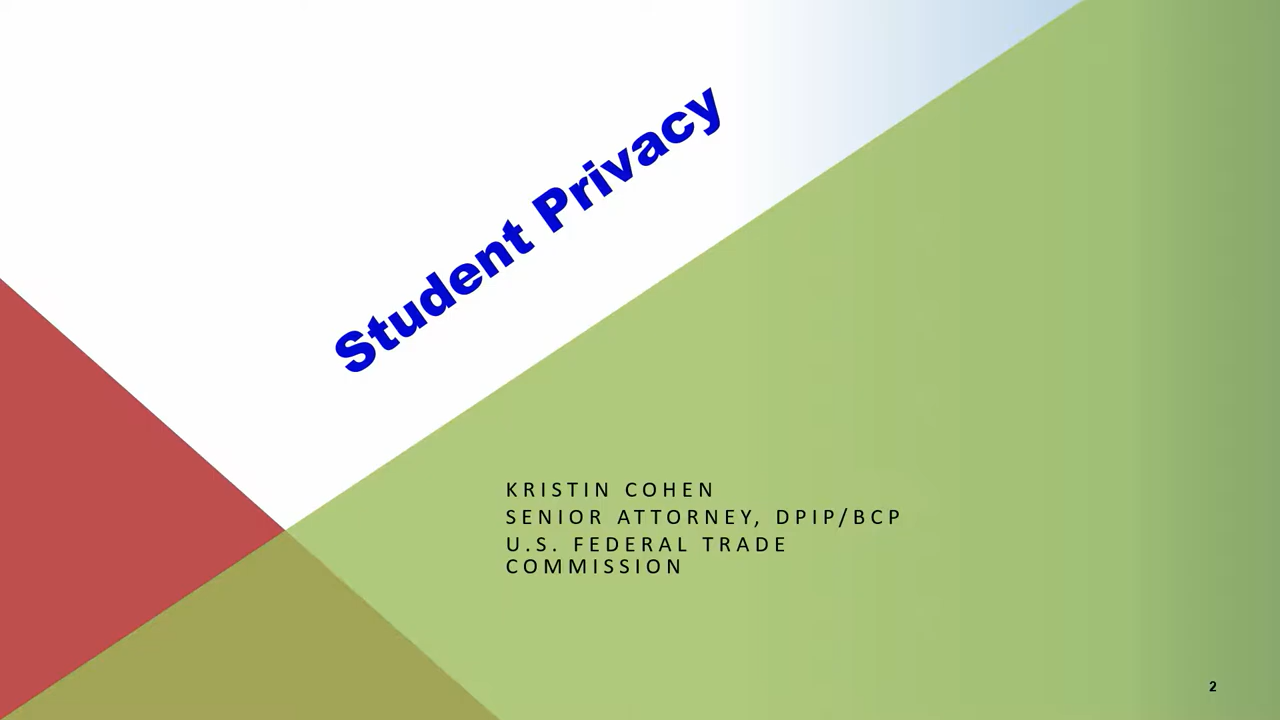 Student Privacy
KRISTIN COHEN
SENIOR ATTORNEY, DPIP/BCP
U.S. FEDERAL TRADE
COMMISSION
2